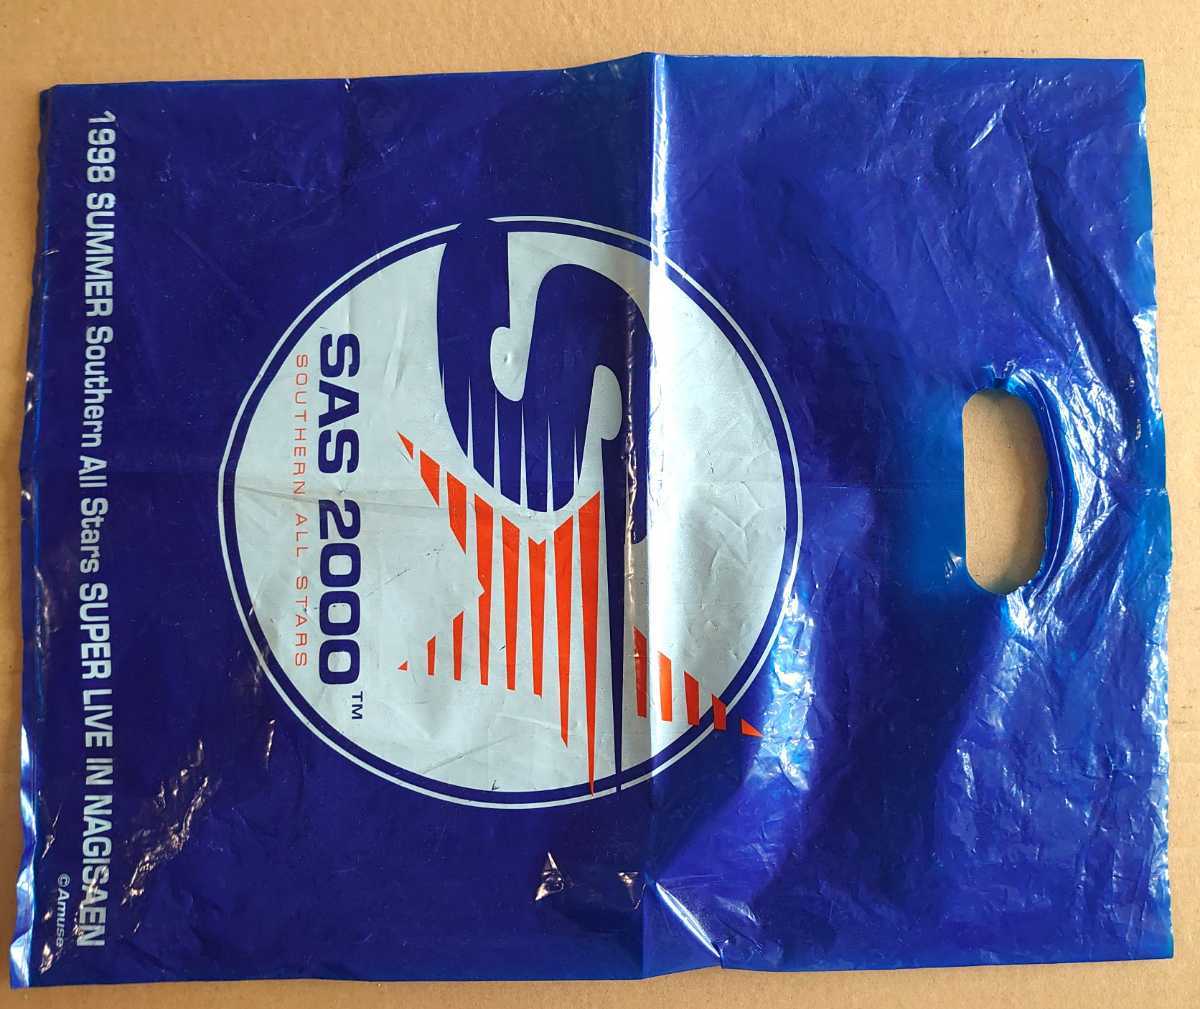 S
SAS 2000™
SOUTHERN ALL STARS
1998 SUMMER Southern All Stars SUPER LIVE IN NAGISAEN
©Amuse